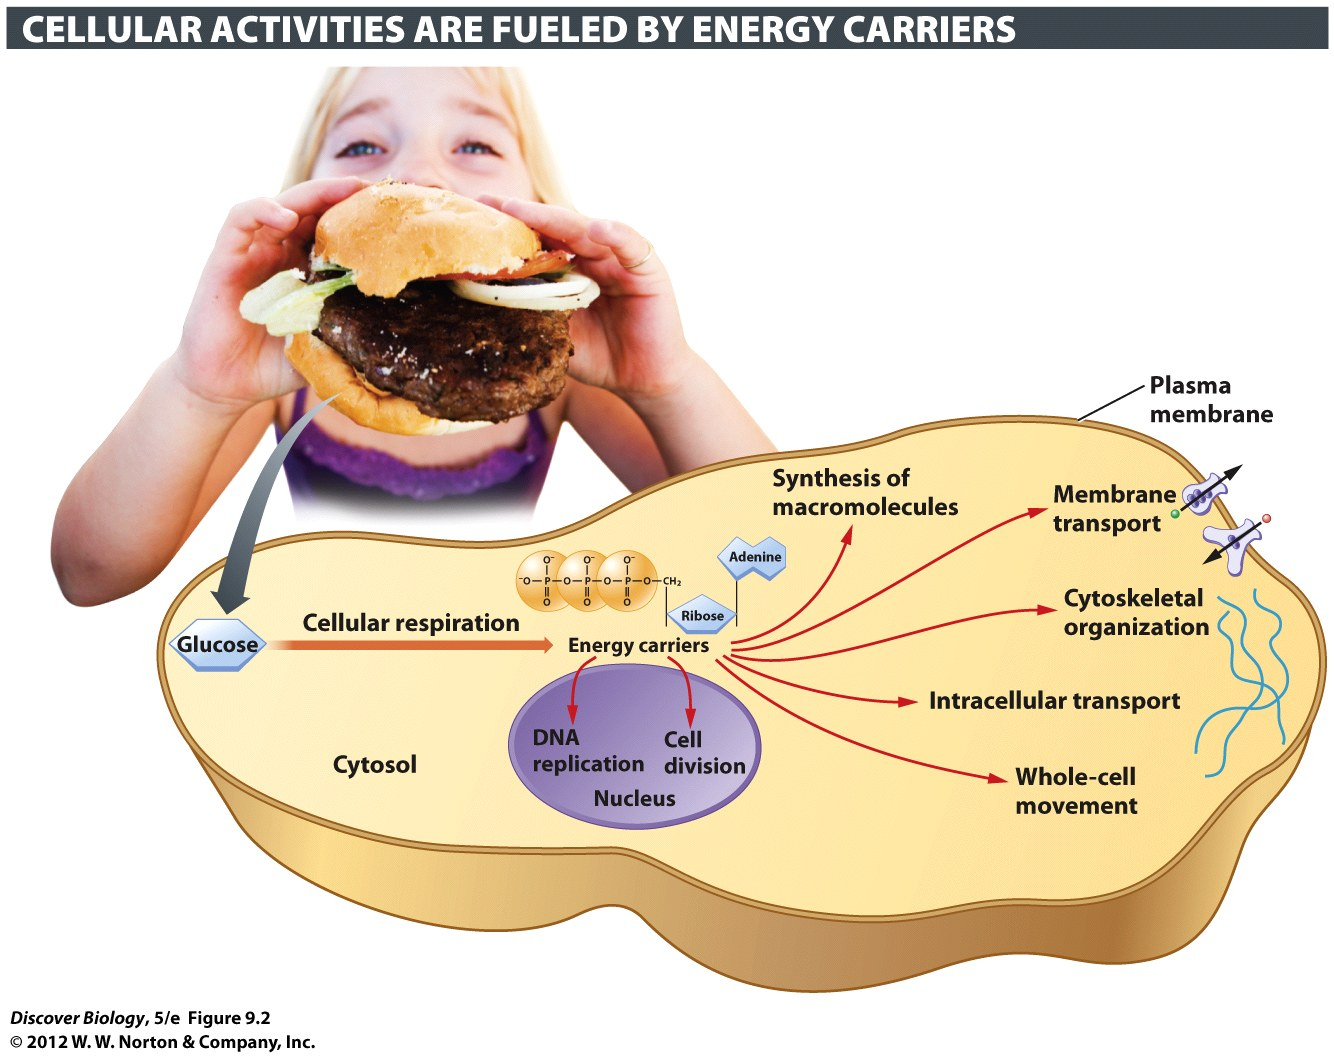 CELLULAR ACTIVITIES ARE FUELED BY ENERGY CARRIERS
Plasma
membrane
Synthesis of
macromolecules
Membrane
transport
O⁻ O⁻ O⁻
⁻O—P—O—P—O—P—O—CH₂
O O O
Adenine
Ribose
Cytoskeletal
organization
Glucose
Cellular respiration
Energy carriers
Intracellular transport
DNA
replication
Cell
division
Nucleus
Cytosol
Whole-cell
movement
Discover Biology, 5/e Figure 9.2
© 2012 W. W. Norton & Company, Inc.